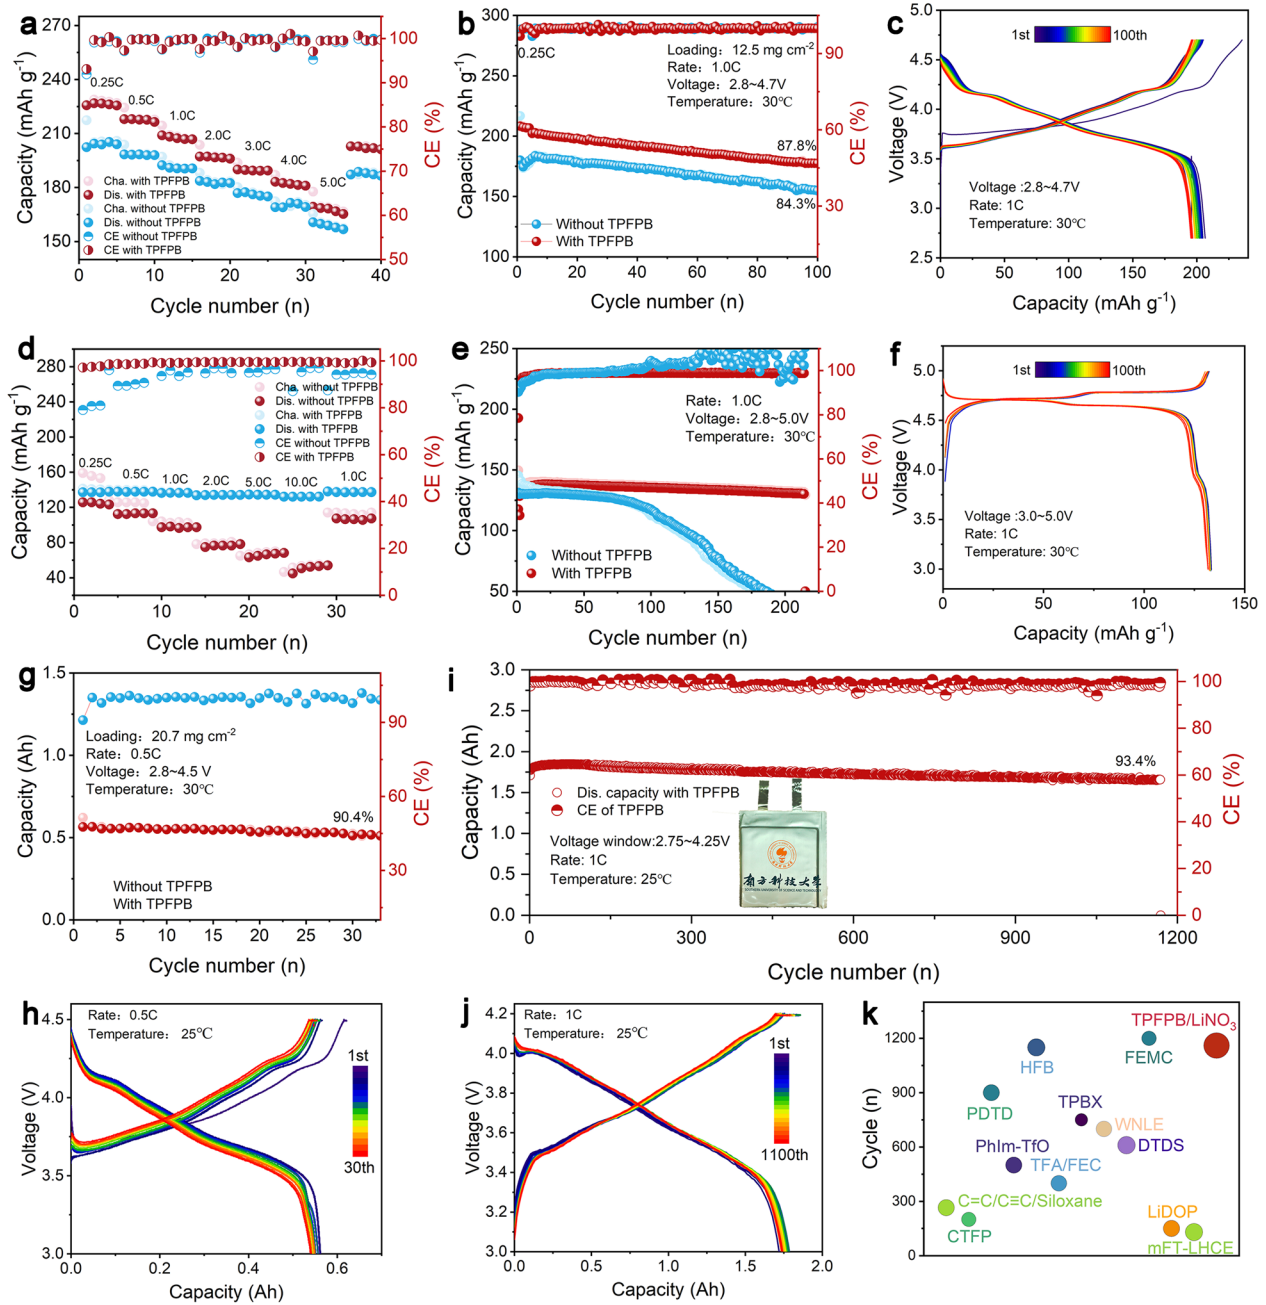 a
270
240
210
180
150
Capacity (mAh g-1)
0.25C
0.5C
1.0C
2.0C
3.0C
4.0C
5.0C
Cha. with TPFPB
Dis. with TPFPB
Cha. without TPFPB
Dis. without TPFPB
CE without TPFPB
CE with TPFPB
100
90
80
70
60
50
CE (%)
0 10 20 30 40
Cycle number (n)
b
300
250
200
150
100
Capacity (mAh g-1)
0.25C
Loading: 12.5 mg cm-2
Rate: 1.0C
Voltage: 2.8~4.7V
Temperature: 30℃
87.8%
84.3%
Without TPFPB
With TPFPB
90
60
30
CE (%)
0 20 40 60 80 100
Cycle number (n)
c
5.0
4.5
4.0
3.5
3.0
2.5
Voltage (V)
1st 100th
Voltage :2.8~4.7V
Rate: 1C
Temperature: 30℃
0 50 100 150 200
Capacity (mAh g-1)
d
280
240
200
160
120
80
40
Capacity (mAh g-1)
Cha. without TPFPB
Dis. without TPFPB
Cha. with TPFPB
Dis. with TPFPB
CE without TPFPB
CE with TPFPB
0.25C
0.5C
1.0C
2.0C
5.0C
10.0C
1.0C
100
80
60
40
20
0
CE (%)
0 10 20 30
Cycle number (n)
e
250
200
150
100
50
Capacity (mAh g-1)
Rate: 1.0C
Voltage: 2.8~5.0V
Temperature: 30℃
Without TPFPB
With TPFPB
100
80
60
40
20
0
CE (%)
0 50 100 150 200
Cycle number (n)
f
5.0
4.5
4.0
3.5
3.0
Voltage (V)
1st 100th
Voltage :3.0~5.0V
Rate: 1C
Temperature: 30℃
0 50 100 150
Capacity (mAh g-1)
g
1.5
1.0
0.5
0.0
Capacity (Ah)
Loading: 20.7 mg cm-2
Rate: 0.5C
Voltage: 2.8~4.5 V
Temperature: 30℃
90.4%
Without TPFPB
With TPFPB
90
60
30
CE (%)
0 5 10 15 20 25 30
Cycle number (n)
i
3.0
2.5
2.0
1.5
1.0
0.5
0.0
Capacity (Ah)
93.4%
Dis. capacity with TPFPB
CE of TPFPB
Voltage window:2.75~4.25V
Rate: 1C
Temperature: 25℃
南方科技大学
SOUTHERN UNIVERSITY OF SCIENCE AND TECHNOLOGY
100
80
60
40
20
0
CE (%)
0 300 600 900 1200
Cycle number (n)
h
4.5
4.0
3.5
3.0
Voltage (V)
Rate: 0.5C
Temperature: 25℃
1st
30th
0.0 0.2 0.4 0.6
Capacity (Ah)
j
4.2
4.0
3.8
3.6
3.4
3.2
3.0
Voltage (V)
Rate: 1C
Temperature: 25℃
1st
1100th
0.0 0.5 1.0 1.5 2.0
Capacity (Ah)
k
1200
900
600
300
0
Cycle (n)
TPFPB/LiNO3
FEMC
HFB
PDTD
TPBX
WNLE
DTDS
PhIm-TfO
TFA/FEC
C=C/C≡C/Siloxane
CTFP
LiDOP
mFT-LHCE